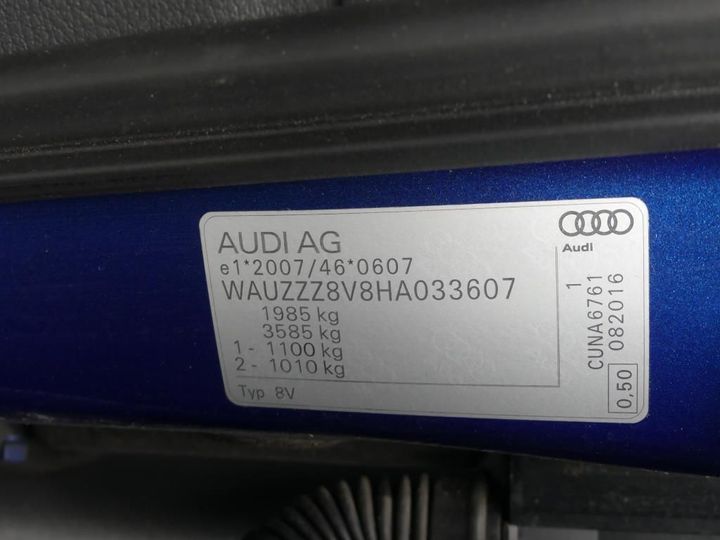 AUDI AG
e1*2007/46*0607
WAUZZZ8V8HA033607
1985 kg
3585 kg
1 - 1100 kg
2 - 1010 kg
Typ 8V
Audi
1
CUNA6761
082016
0,50